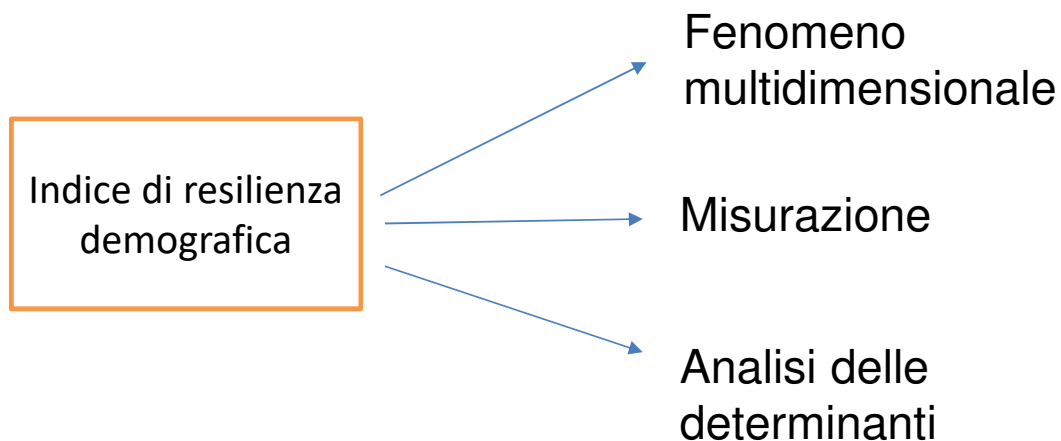 Indice di resilienza
demografica
Fenomeno
multidimensionale
Misurazione
Analisi delle
determinanti